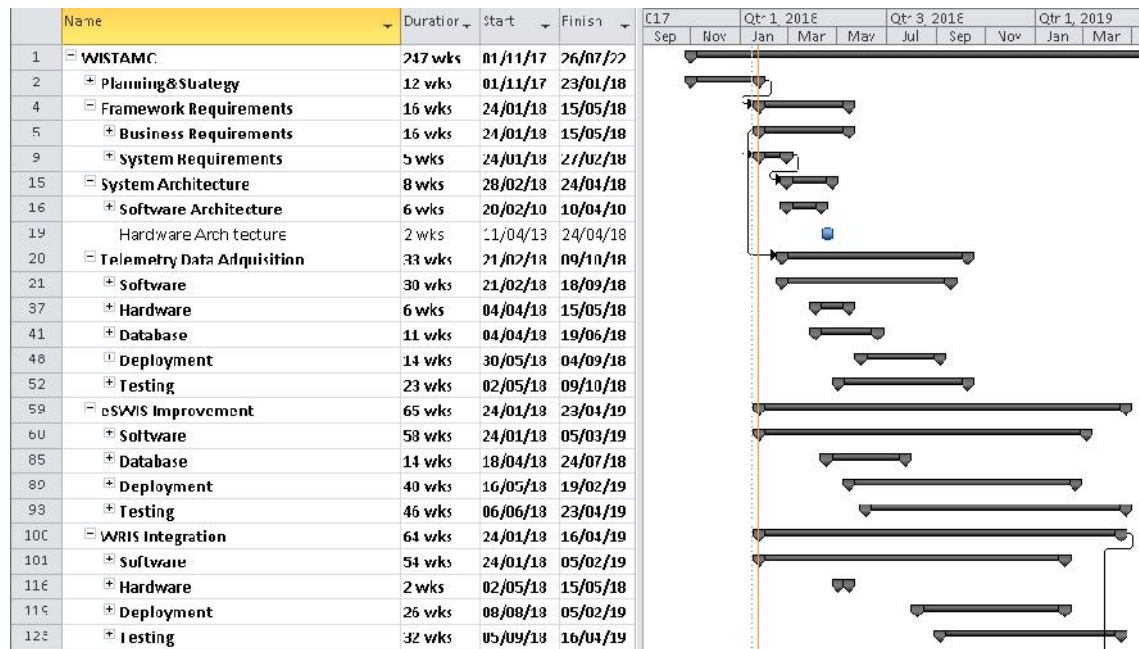 Name Duration Start Finish C17 Qtr 1, 2018 Qtr 3, 2018 Qtr 1, 2019
Sep Nov Jan Mar May Jul Sep Nov Jan Mar
1 WISTAMC 247 wks 01/11/17 26/07/22
2 Planning&Strategy 12 wks 01/11/17 23/01/18
4 Framework Requirements 16 wks 24/01/18 15/05/18
5 Business Requirements 16 wks 24/01/18 15/05/18
9 System Requirements 5 wks 24/01/18 27/02/18
15 System Architecture 8 wks 28/02/18 24/04/18
16 Software Architecture 6 wks 10/04/18
19 Hardware Architecture 2 wks 11/04/18 24/04/18
20 Telemetry Data Adquisition 33 wks 21/02/18 09/10/18
21 Software 30 wks 21/02/18 18/09/18
37 Hardware 6 wks 04/04/18 15/05/18
41 Database 11 wks 04/04/18 19/06/18
48 Deployment 14 wks 30/05/18 04/09/18
52 Testing 23 wks 02/05/18 09/10/18
59 eSWIS Improvement 65 wks 24/01/18 23/04/19
60 Software 58 wks 24/01/18 05/03/19
85 Database 14 wks 18/04/18 24/07/18
89 Deployment 40 wks 16/05/18 19/02/19
93 Testing 46 wks 06/06/18 23/04/19
100 WRIS Integration 64 wks 24/01/18 16/04/19
101 Software 54 wks 24/01/18 05/02/19
116 Hardware 2 wks 02/05/18 15/05/18
119 Deployment 26 wks 08/08/18 05/02/19
Testing 32 wks 05/09/18 16/04/19